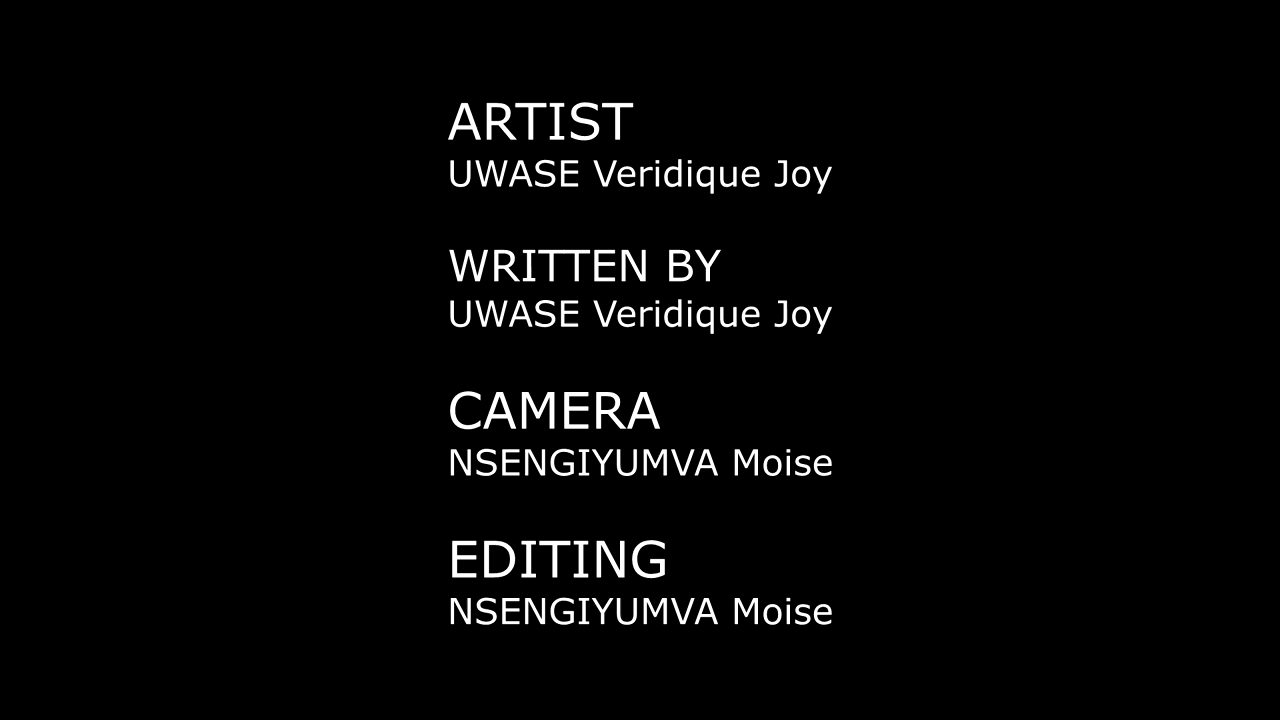 ARTIST
UWASE Veridique Joy
WRITTEN BY
UWASE Veridique Joy
CAMERA
NSENGIYUMVA Moise
EDITING
NSENGIYUMVA Moise